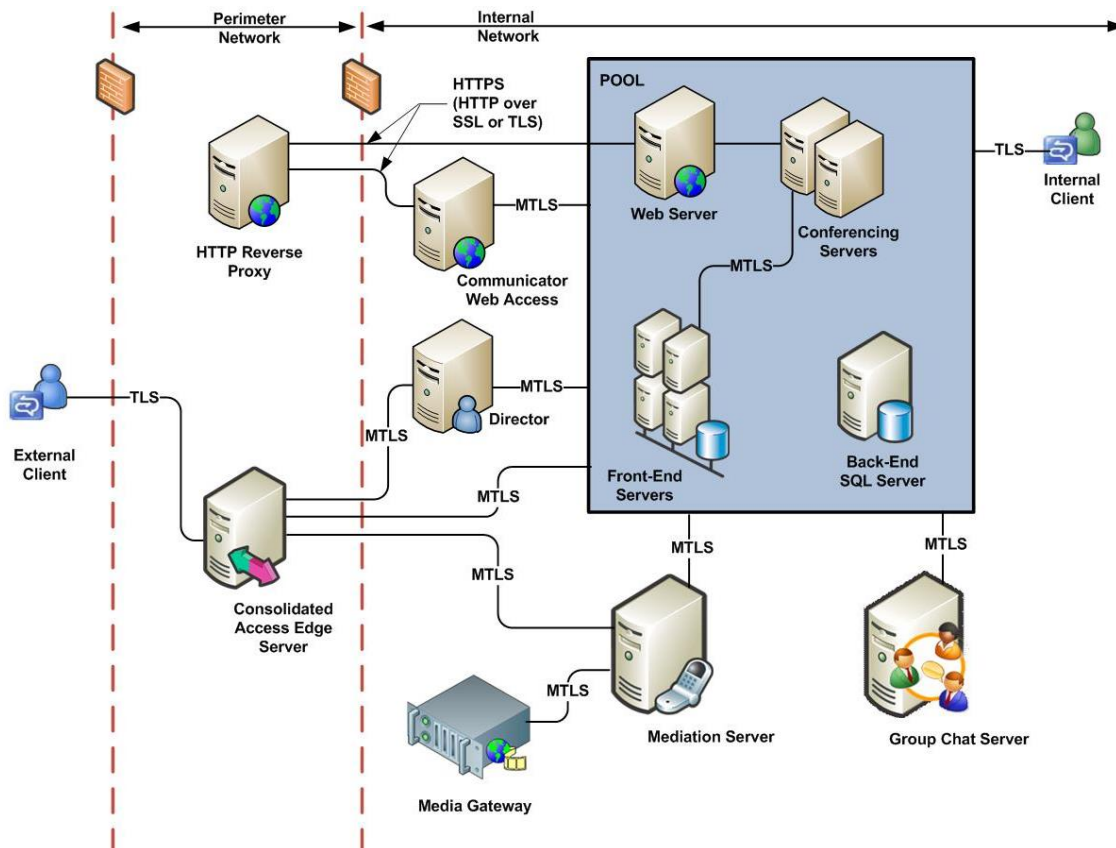 Perimeter
Network
Internal
Network
HTTPS
(HTTP over
SSL or TLS)
POOL
TLS
Internal
Client
Web Server
Conferencing
Servers
MTLS
HTTP Reverse
Proxy
Communicator
Web Access
MTLS
TLS
External
Client
MTLS
Director
MTLS
Front-End
Servers
Back-End
SQL Server
MTLS
MTLS
MTLS
MTLS
Consolidated
Access Edge
Server
MTLS
Mediation Server
Group Chat Server
Media Gateway